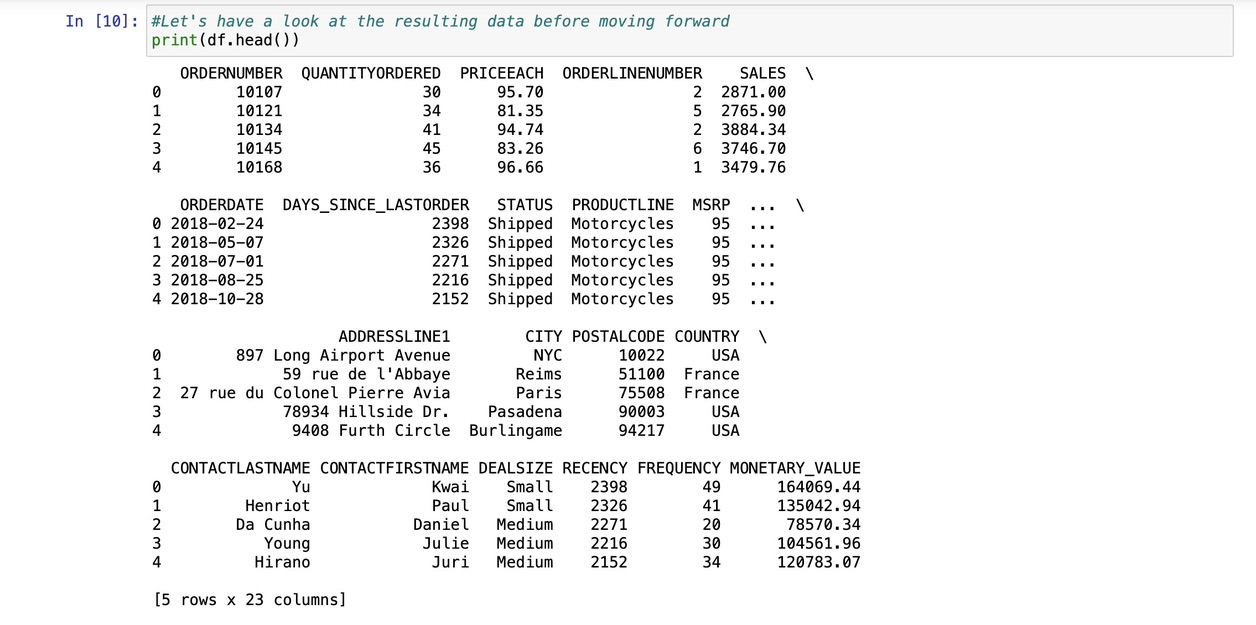 In [10]: #Let's have a look at the resulting data before moving forward
print(df.head())
ORDERNUMBER QUANTITYORDERED PRICEEACH ORDERLINENUMBER SALES \
0 10107 30 95.70 2 2871.00
1 10121 34 81.35 5 2765.90
2 10134 41 94.74 2 3884.34
3 10145 45 83.26 6 3746.70
4 10168 36 96.66 1 3479.76
ORDERDATE DAYS_SINCE_LASTORDER STATUS PRODUCTLINE MSRP ... \
0 2018-02-24 2398 Shipped Motorcycles 95 ...
1 2018-05-07 2326 Shipped Motorcycles 95 ...
2 2018-07-01 2271 Shipped Motorcycles 95 ...
3 2018-08-25 2216 Shipped Motorcycles 95 ...
4 2018-10-28 2152 Shipped Motorcycles 95 ...
ADDRESSLINE1 CITY POSTALCODE COUNTRY \
0 897 Long Airport Avenue NYC 10022 USA
1 59 rue de l'Abbaye Reims 51100 France
2 27 rue du Colonel Pierre Avia Paris 75508 France
3 78934 Hillside Dr. Pasadena 90003 USA
4 9408 Furth Circle Burlingame 94217 USA
CONTACTLASTNAME CONTACTFIRSTNAME DEALSIZE RECENCY FREQUENCY MONETARY_VALUE
0 Yu Kwai Small 2398 49 164069.44
1 Henriot Paul Small 2326 41 135042.94
2 Da Cunha Daniel Medium 2271 20 78570.34
3 Young Julie Medium 2216 30 104561.96
4 Hirano Juri Medium 2152 34 120783.07
[5 rows x 23 columns]